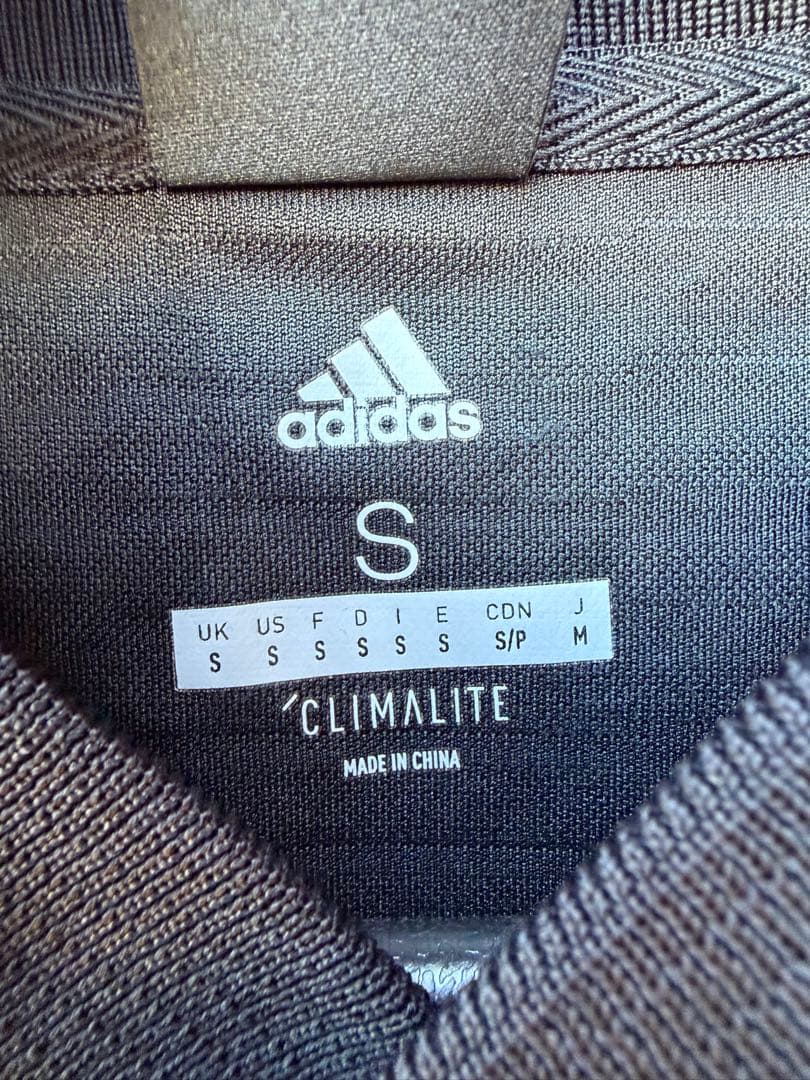 adidas
S
UK US F D I E CDN J
S S S S S S S/P M
CLIMALITE
MADE IN CHINA